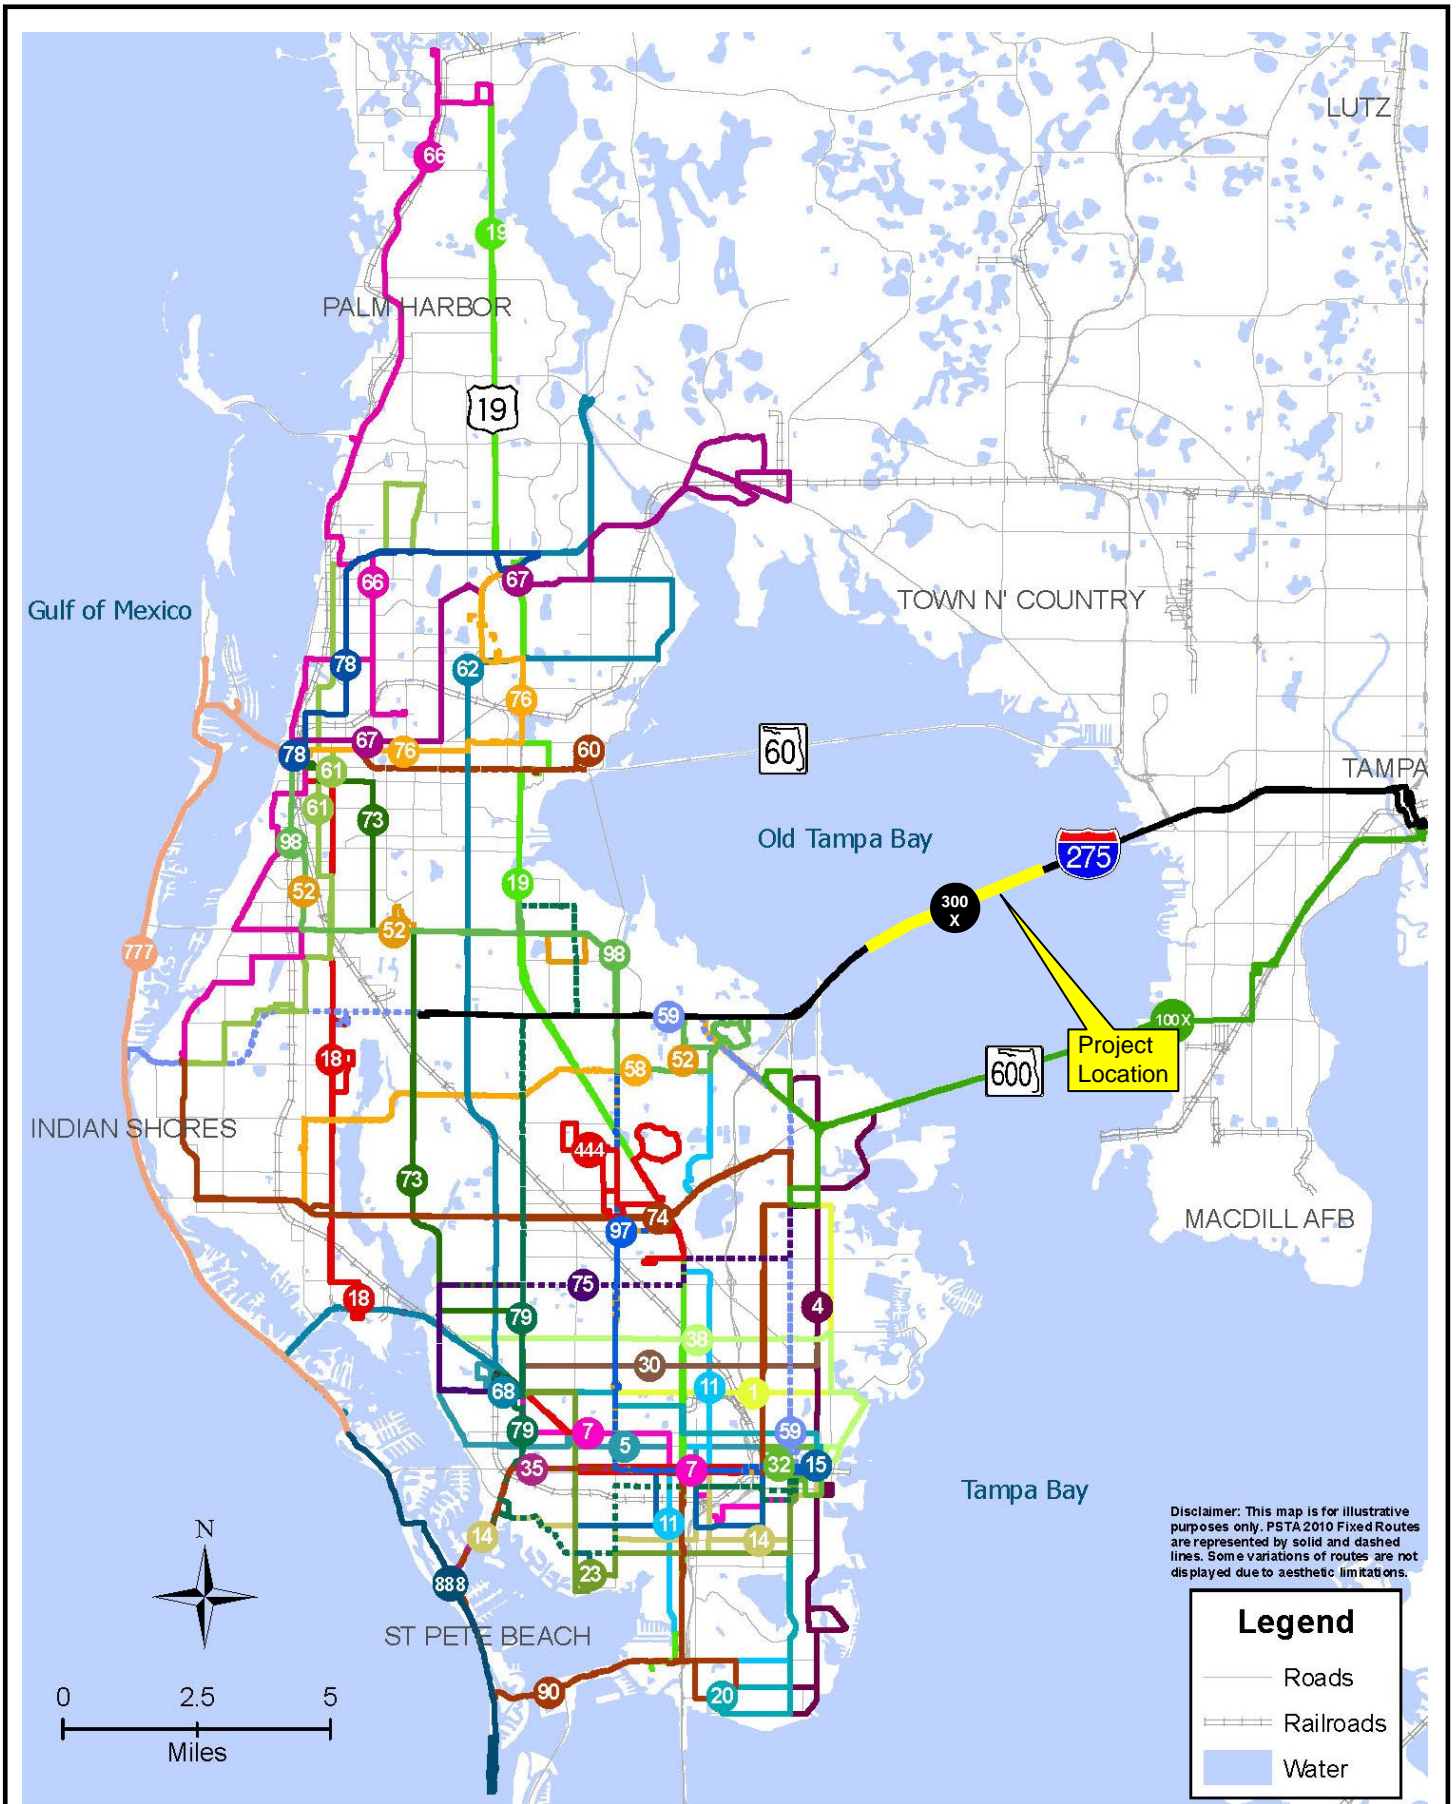 LUTZ
66
19
PALM HARBOR
19
67
66
Gulf of Mexico
TOWN N' COUNTRY
78
62
76
67
76
60
60
78
61
TAMPA
61
73
98
Old Tampa Bay
275
52
19
300
X
52
777
98
59
100X
18
58
52
Project
Location
600
INDIAN SHORES
444
73
74
97
MACDILL AFB
75
18
79
4
38
30
68
11
1
79
7
5
59
35
7
32
15
Tampa Bay
11
14
14
23
888
N
ST PETE BEACH
90
20
0 2.5 5
Miles
Disclaimer: This map is for illustrative
purposes only. PSTA 2010 Fixed Routes
are represented by solid and dashed
lines. Some variations of routes are not
displayed due to aesthetic limitations.
Legend
Roads
Railroads
Water